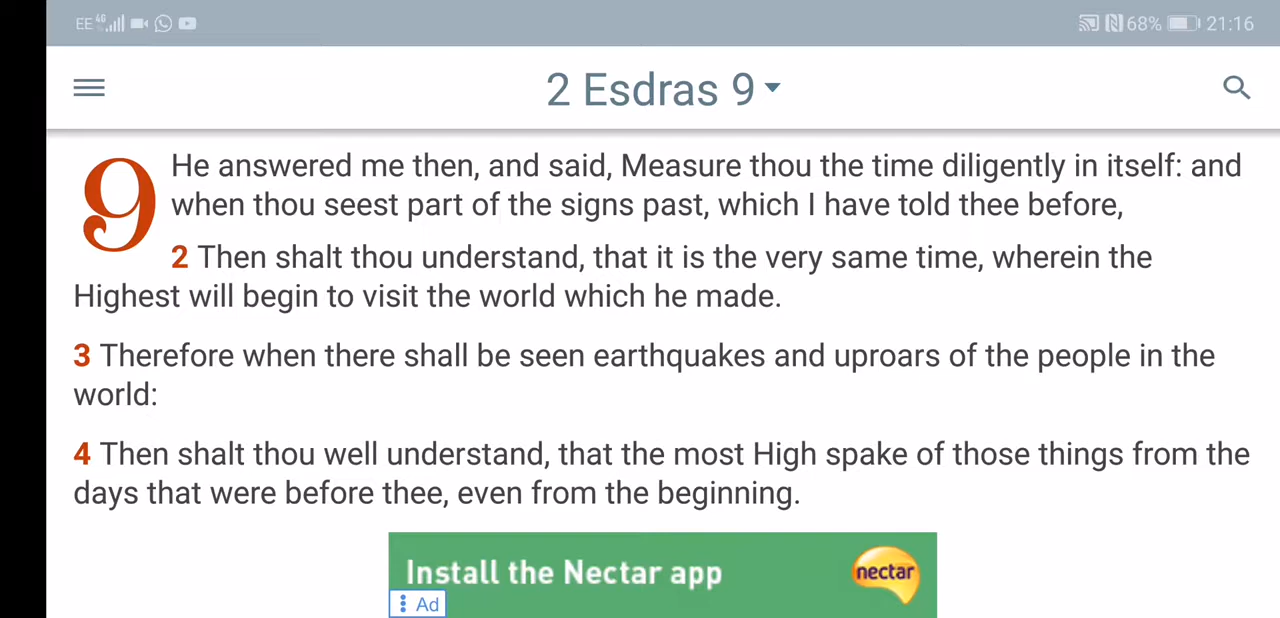 EE 4G 68% 21:16
2 Esdras 9
9 He answered me then, and said, Measure thou the time diligently in itself: and
when thou seest part of the signs past, which I have told thee before,
2 Then shalt thou understand, that it is the very same time, wherein the
Highest will begin to visit the world which he made.
3 Therefore when there shall be seen earthquakes and uproars of the people in the
world:
4 Then shalt thou well understand, that the most High spake of those things from the
days that were before thee, even from the beginning.
Install the Nectar app nectar
Ad